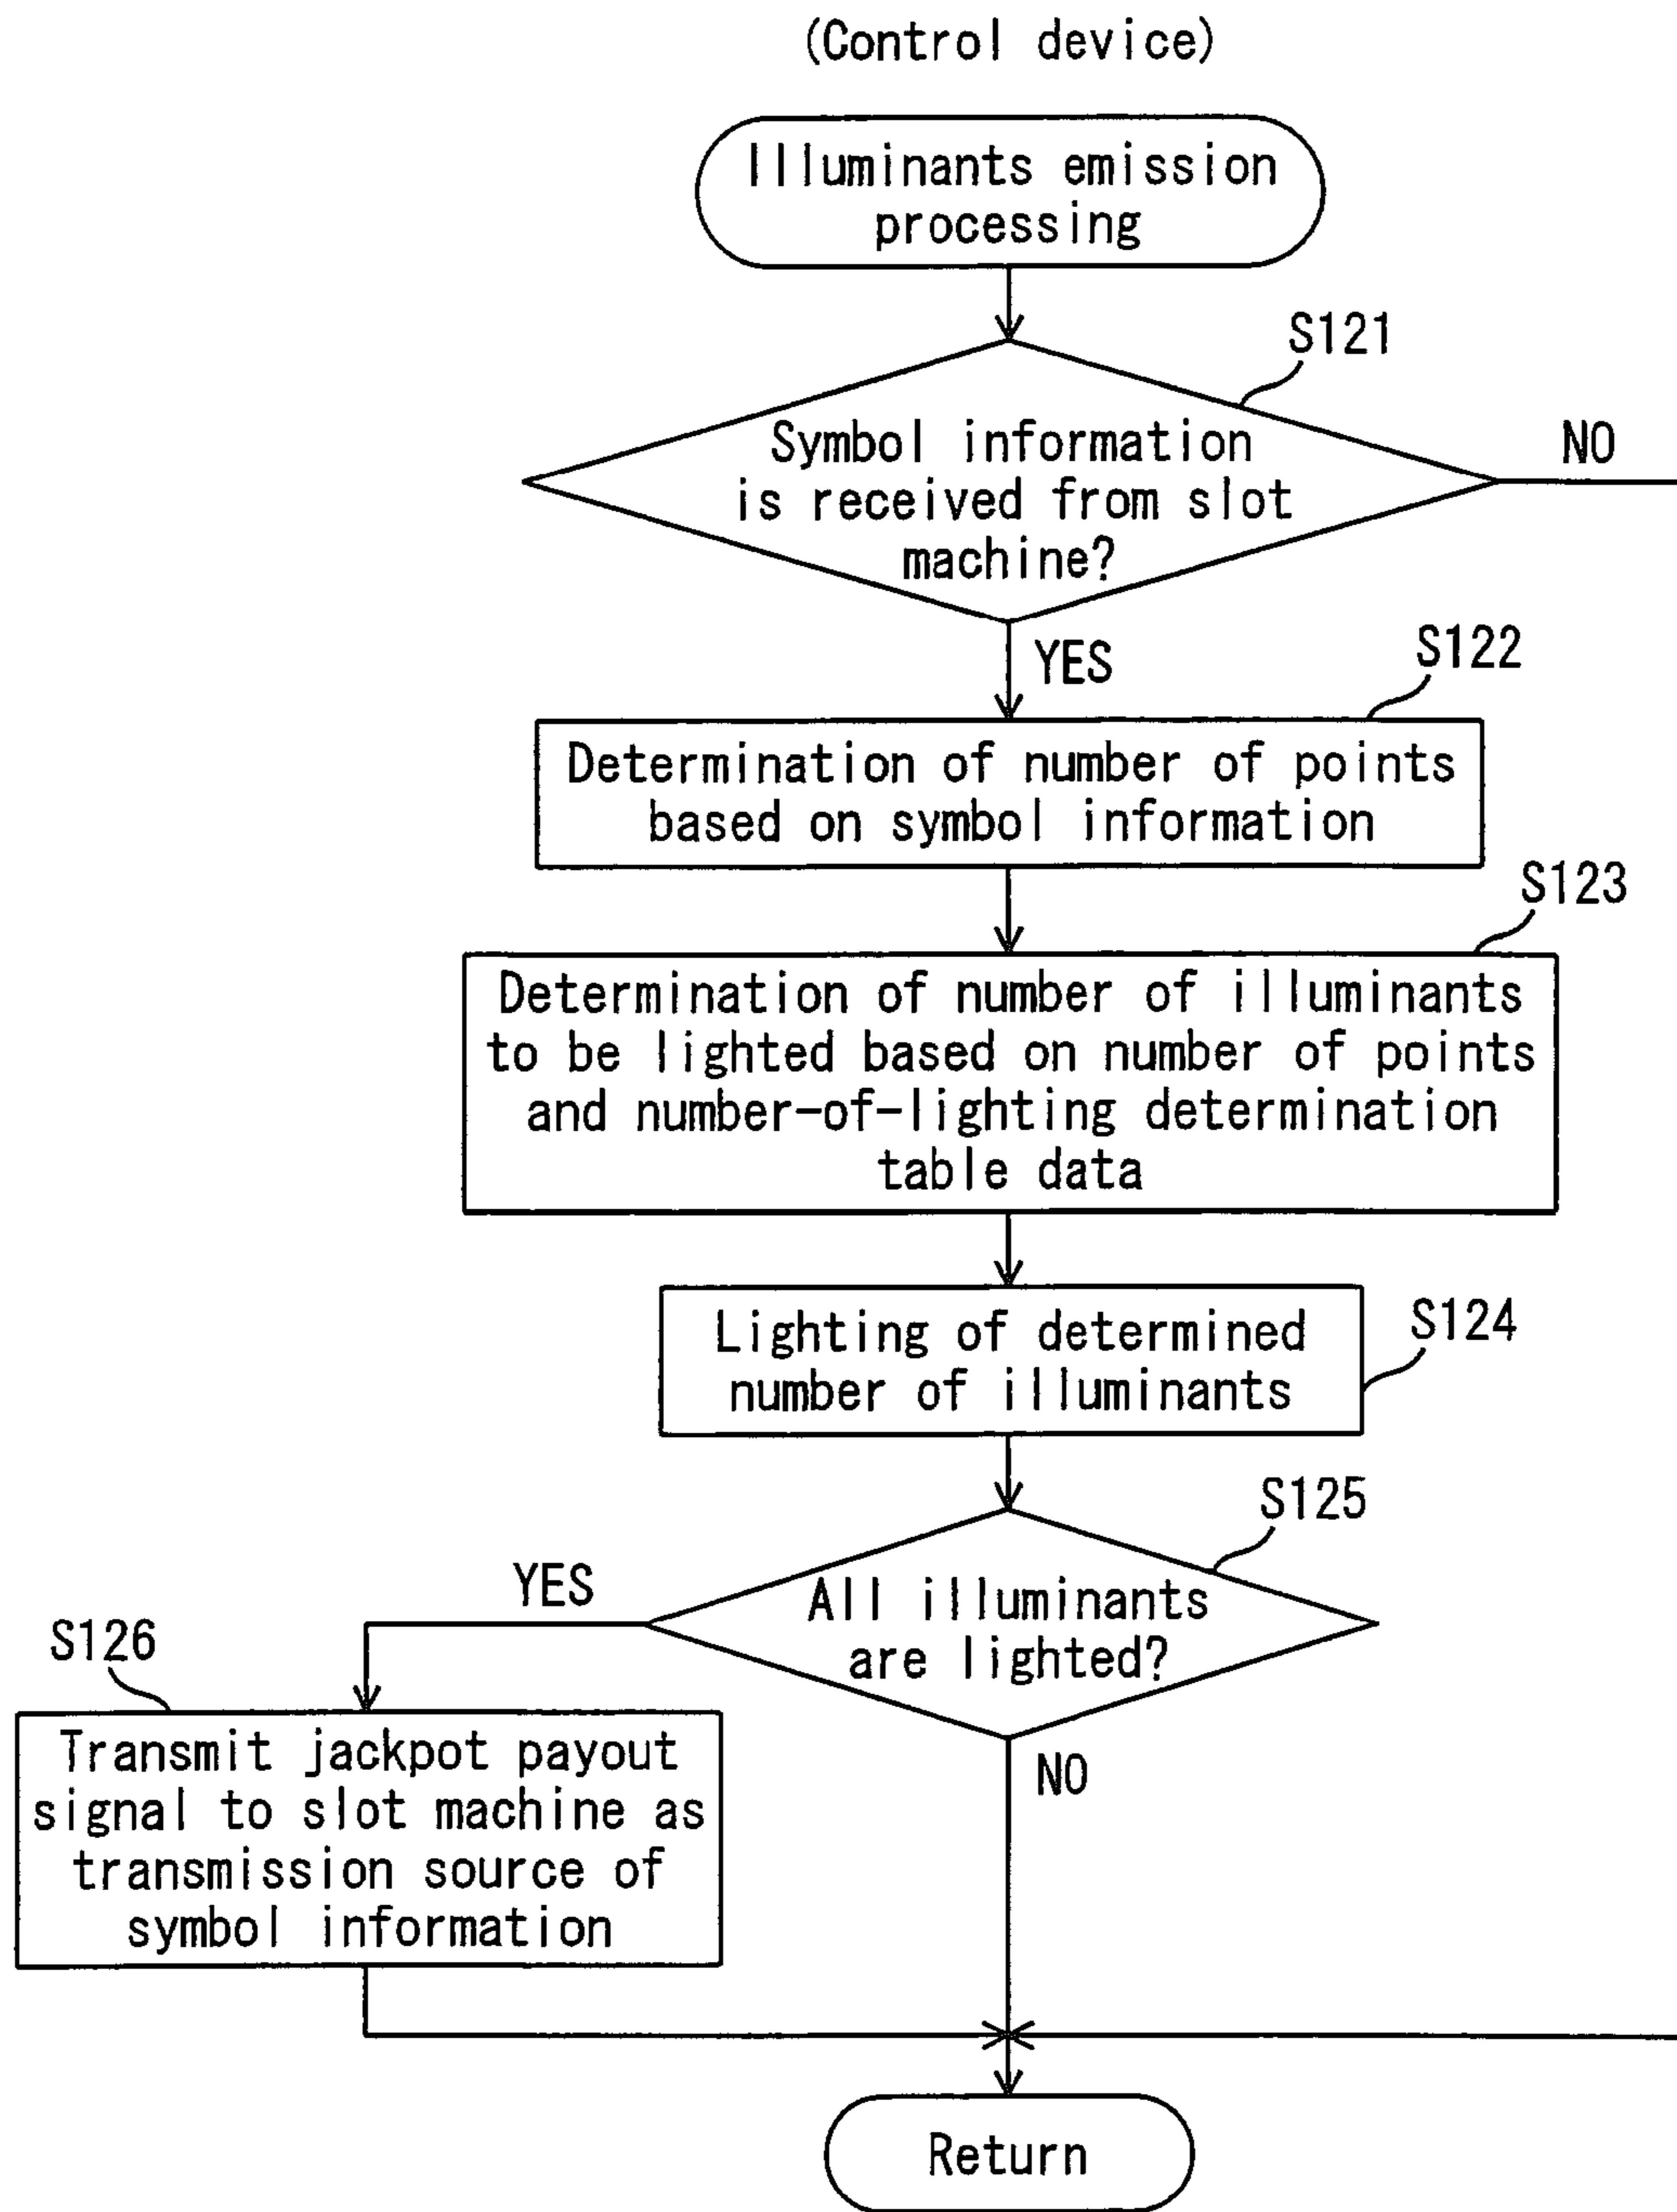 (Control device)
Illuminants emission
processing
S121
Symbol information
is received from slot
machine?
NO
YES
S122
Determination of number of points
based on symbol information
S123
Determination of number of illuminants
to be lighted based on number of points
and number-of-lighting determination
table data
Lighting of determined
number of illuminants
S124
S125
YES
All illuminants
are lighted?
S126
Transmit jackpot payout
signal to slot machine as
transmission source of
symbol information
NO
Return